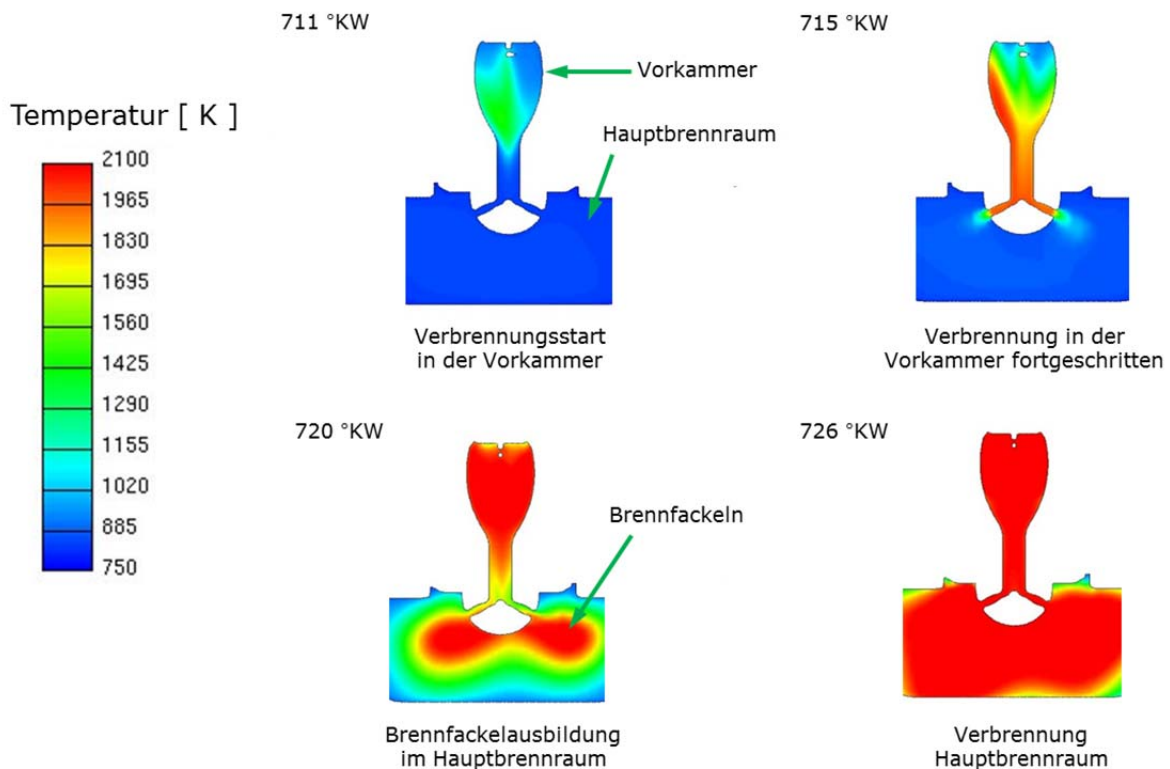 Temperatur [ K ]
2100
1965
1830
1695
1560
1425
1290
1155
1020
885
750
711 °KW
Vorkammer
Hauptbrennraum
Verbrennungsstart
in der Vorkammer
715 °KW
Verbrennung in der
Vorkammer fortgeschritten
720 °KW
Brennfackeln
Brennfackelausbildung
im Hauptbrennraum
726 °KW
Verbrennung
Hauptbrennraum